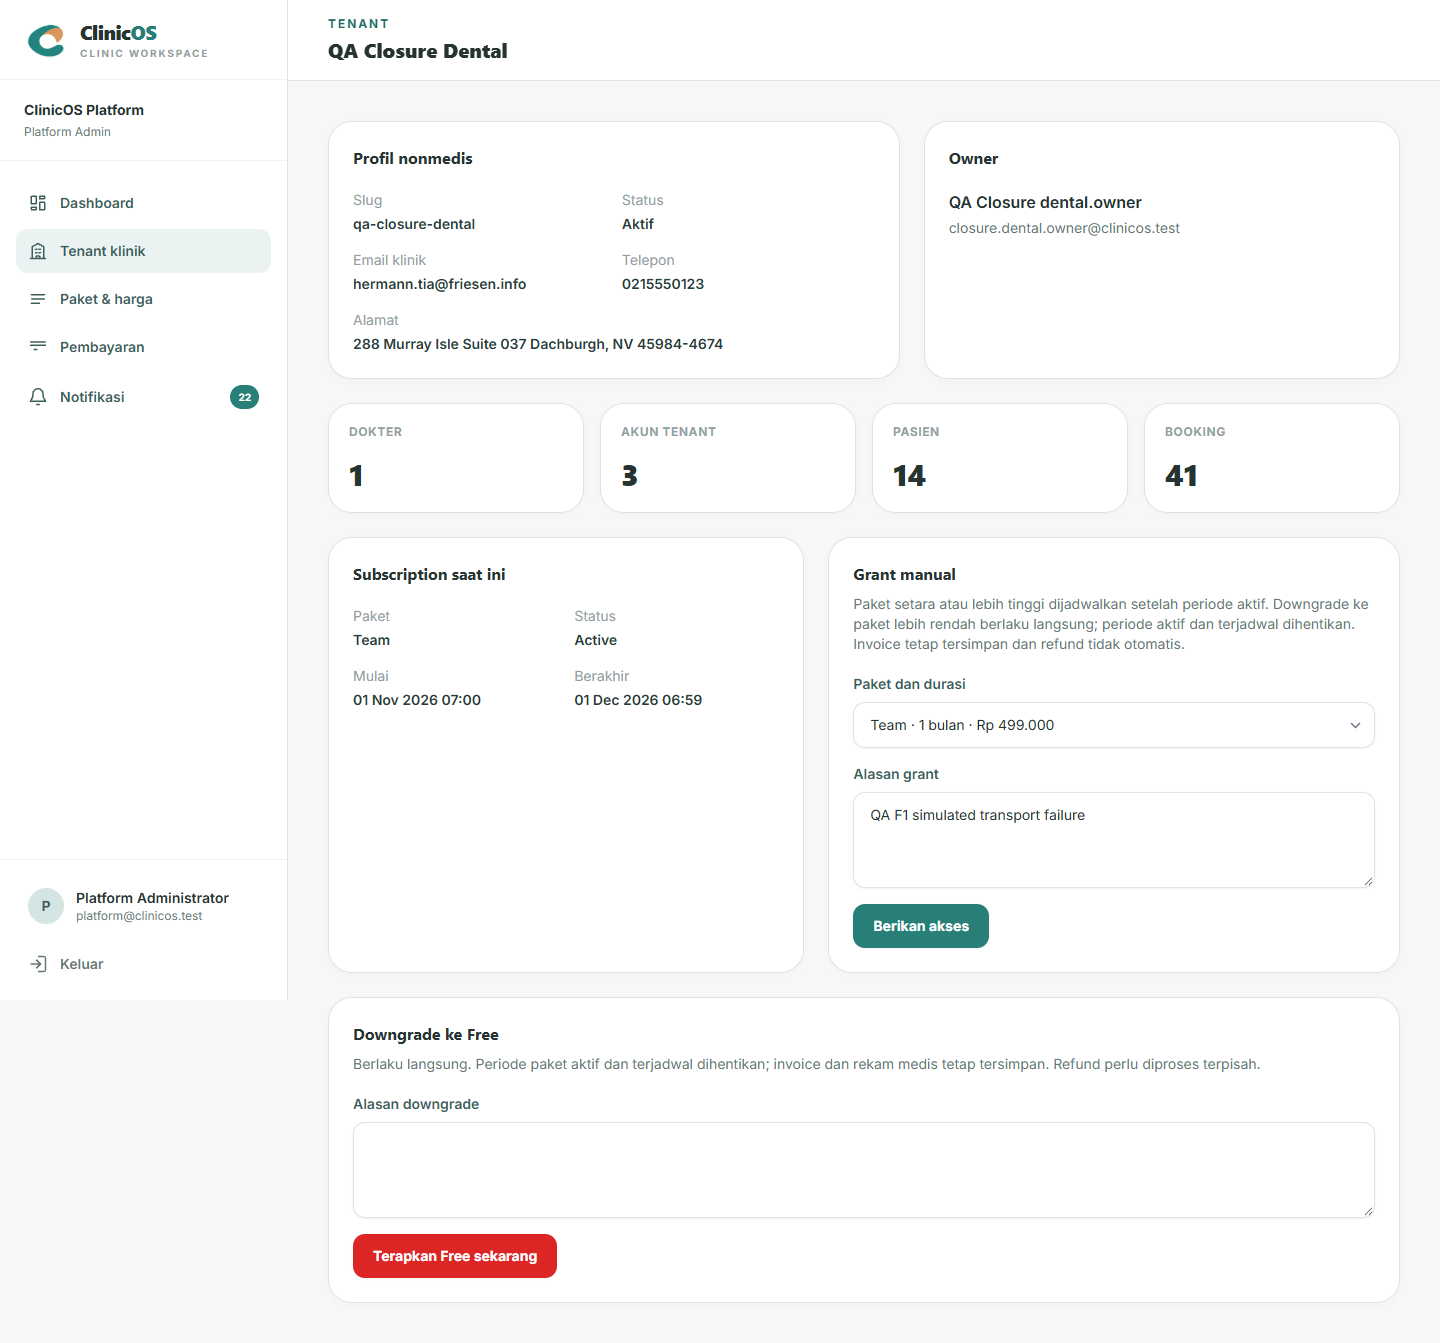 ClinicOS
CLINIC WORKSPACE
ClinicOS Platform
Platform Admin
Dashboard
Tenant klinik
Paket & harga
Pembayaran
Notifikasi
22
Platform Administrator
P
platform@clinicos.test
Keluar
TENANT
QA Closure Dental
Profil nonmedis
Slug
qa-closure-dental
Status
Aktif
Email klinik
hermann.tia@friesen.info
Telepon
0215550123
Alamat
288 Murray Isle Suite 037 Dachburgh, NV 45984-4674
Owner
QA Closure dental.owner
closure.dental.owner@clinicos.test
DOKTER
1
AKUN TENANT
3
PASIEN
14
BOOKING
41
Subscription saat ini
Paket
Team
Status
Active
Mulai
01 Nov 2026 07:00
Berakhir
01 Dec 2026 06:59
Grant manual
Paket setara atau lebih tinggi dijadwalkan setelah periode aktif. Downgrade ke
paket lebih rendah berlaku langsung; periode aktif dan terjadwal dihentikan.
Invoice tetap tersimpan dan refund tidak otomatis.
Paket dan durasi
Team · 1 bulan · Rp 499.000
Alasan grant
QA F1 simulated transport failure
Berikan akses
Downgrade ke Free
Berlaku langsung. Periode paket aktif dan terjadwal dihentikan; invoice dan rekam medis tetap tersimpan. Refund perlu diproses terpisah.
Alasan downgrade
Terapkan Free sekarang